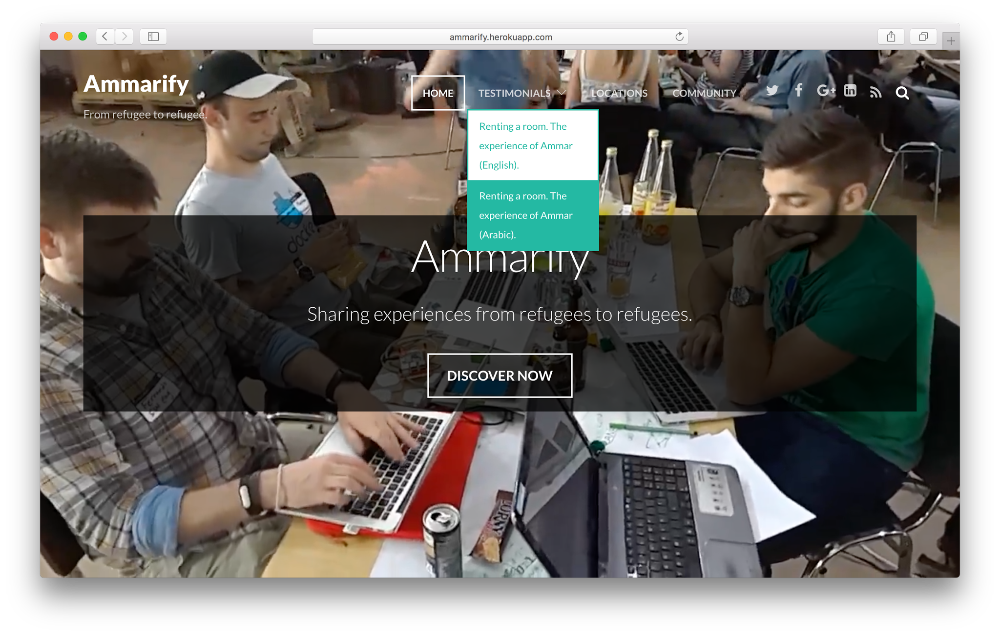 ammarify.herokuapp.com
Ammarify
From refugee to refugee.
HOME
TESTIMONIALS
LOCATIONS
COMMUNITY
Renting a room. The
experience of Ammar
(English).
Renting a room. The
experience of Ammar
(Arabic).
docke
Ammarify
Sharing experiences from refugees to refugees.
DISCOVER NOW